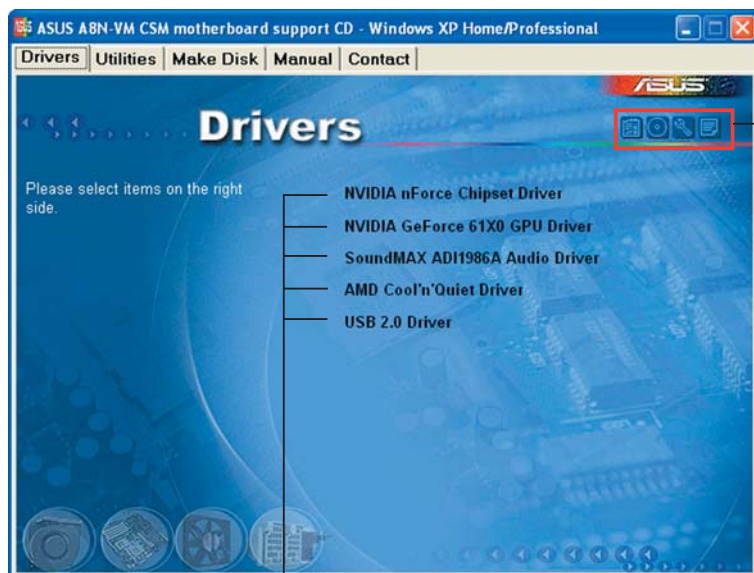 ASUS A8N-VM CSM motherboard support CD - Windows XP Home/Professional
Drivers Utilities Make Disk Manual Contact
ASUS
Drivers
Please select items on the right
side.
NVIDIA nForce Chipset Driver
NVIDIA GeForce 61X0 GPU Driver
SoundMAX ADI1986A Audio Driver
AMD Cool'n'Quiet Driver
USB 2.0 Driver